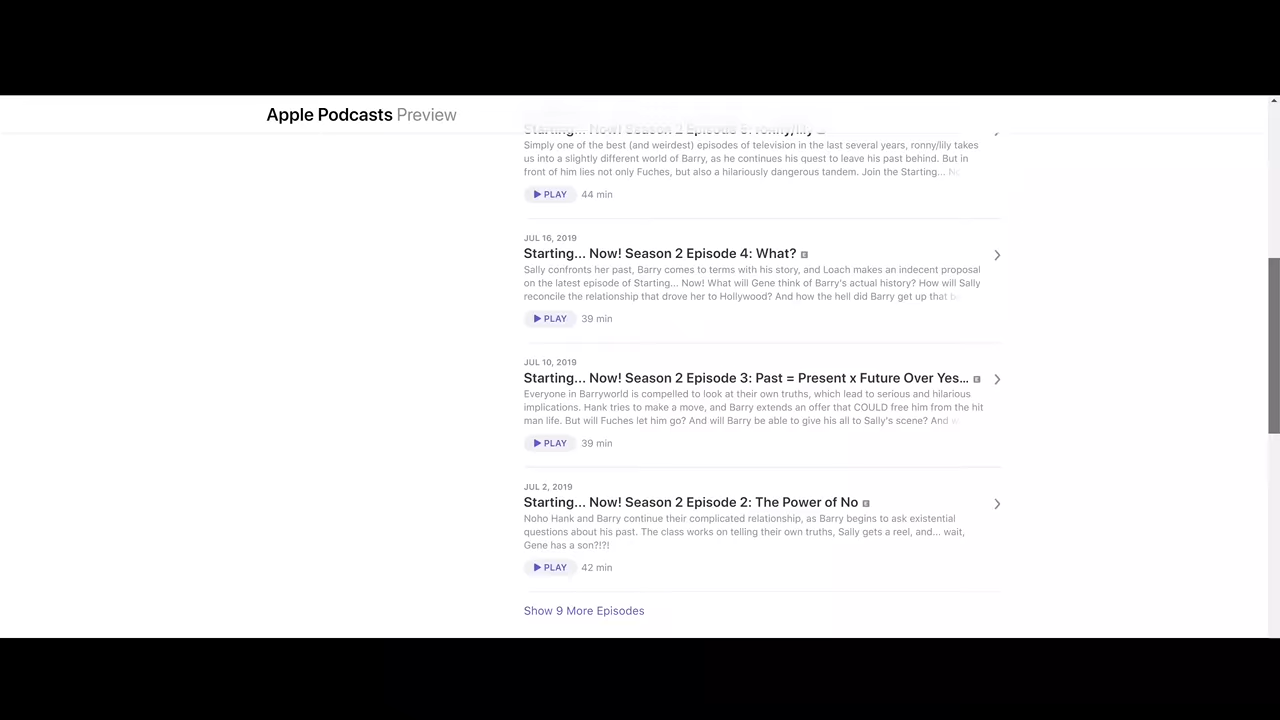 Apple Podcasts Preview
Starting... Now! Season 2 Episode 5: ronny/lily
Simply one of the best (and weirdest) episodes of television in the last several years, ronny/lily takes
us into a slightly different world of Barry, as he continues his quest to leave his past behind. But in
front of him lies not only Fuches, but also a hilariously dangerous tandem. Join the Starting...
PLAY 44 min
JUL 16, 2019
Starting... Now! Season 2 Episode 4: What? E
Sally confronts her past, Barry comes to terms with his story, and Loach makes an indecent proposal
on the latest episode of Starting... Now! What will Gene think of Barry's actual history? How will Sally
reconcile the relationship that drove her to Hollywood? And how the hell did Barry get up that
PLAY 39 min
JUL 10, 2019
Starting... Now! Season 2 Episode 3: Past = Present x Future Over Yes... E
Everyone in Barryworld is compelled to look at their own truths, which lead to serious and hilarious
implications. Hank tries to make a move, and Barry extends an offer that COULD free him from the hit
man life. But will Fuches let him go? And will Barry be able to give his all to Sally's scene? And
PLAY 39 min
JUL 2, 2019
Starting... Now! Season 2 Episode 2: The Power of No E
Noho Hank and Barry continue their complicated relationship, as Barry begins to ask existential
questions about his past. The class works on telling their own truths, Sally gets a reel, and... wait,
Gene has a son?!?!
PLAY 42 min
Show 9 More Episodes